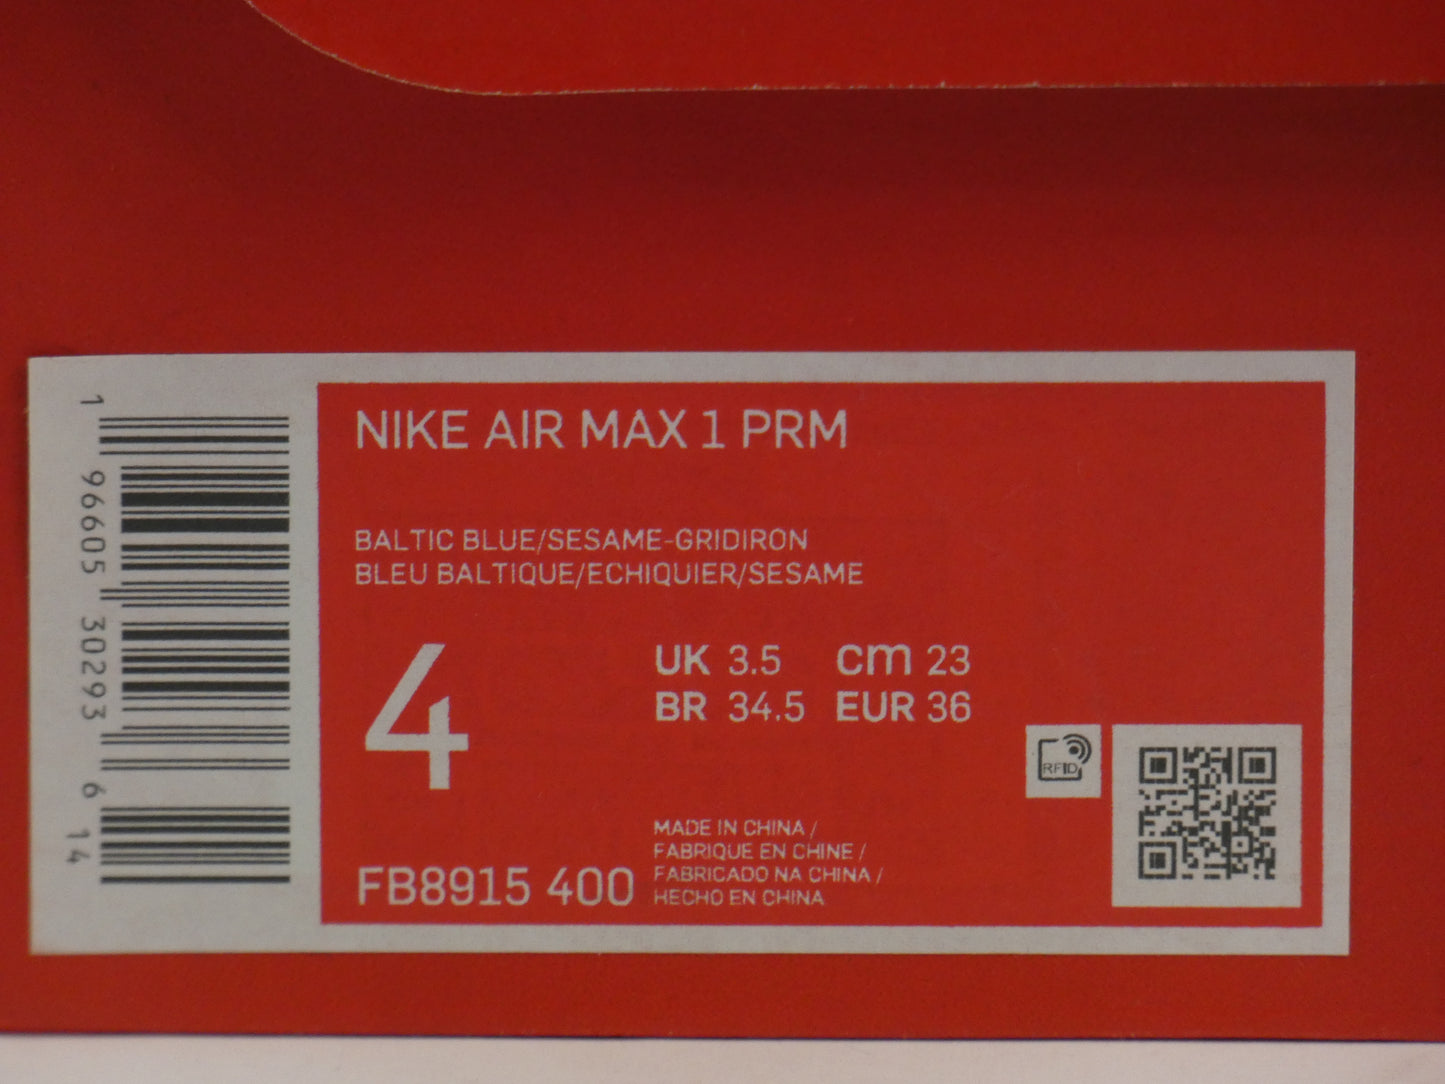 1 96605 30293 6 14
NIKE AIR MAX 1 PRM
BALTIC BLUE/SESAME-GRIDIRON
BLEU BALTIQUE/ECHIQUIER/SESAME
4
UK 3.5 cm 23
BR 34.5 EUR 36
RFID
FB8915 400
MADE IN CHINA /
FABRIQUE EN CHINE /
FABRICADO NA CHINA /
HECHO EN CHINA